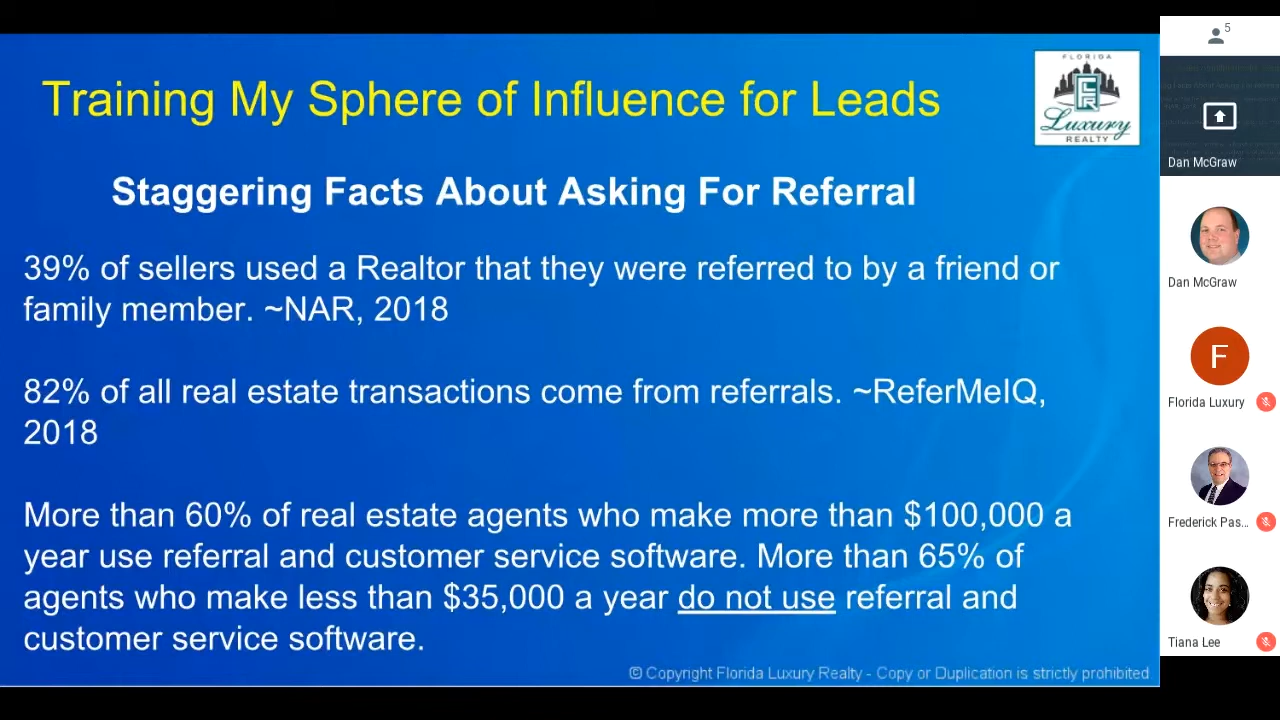 Training My Sphere of Influence for Leads
FLORIDA
FLR
Luxury
REALTY
Staggering Facts About Asking For Referral
39% of sellers used a Realtor that they were referred to by a friend or
family member. ~NAR, 2018
82% of all real estate transactions come from referrals. ~ReferMeIQ,
2018
More than 60% of real estate agents who make more than $100,000 a
year use referral and customer service software. More than 65% of
agents who make less than $35,000 a year do not use referral and
customer service software.
© Copyright Florida Luxury Realty - Copy or Duplication is strictly prohibited
5
Dan McGraw
Dan McGraw
F
Florida Luxury
Frederick Pas...
Tiana Lee